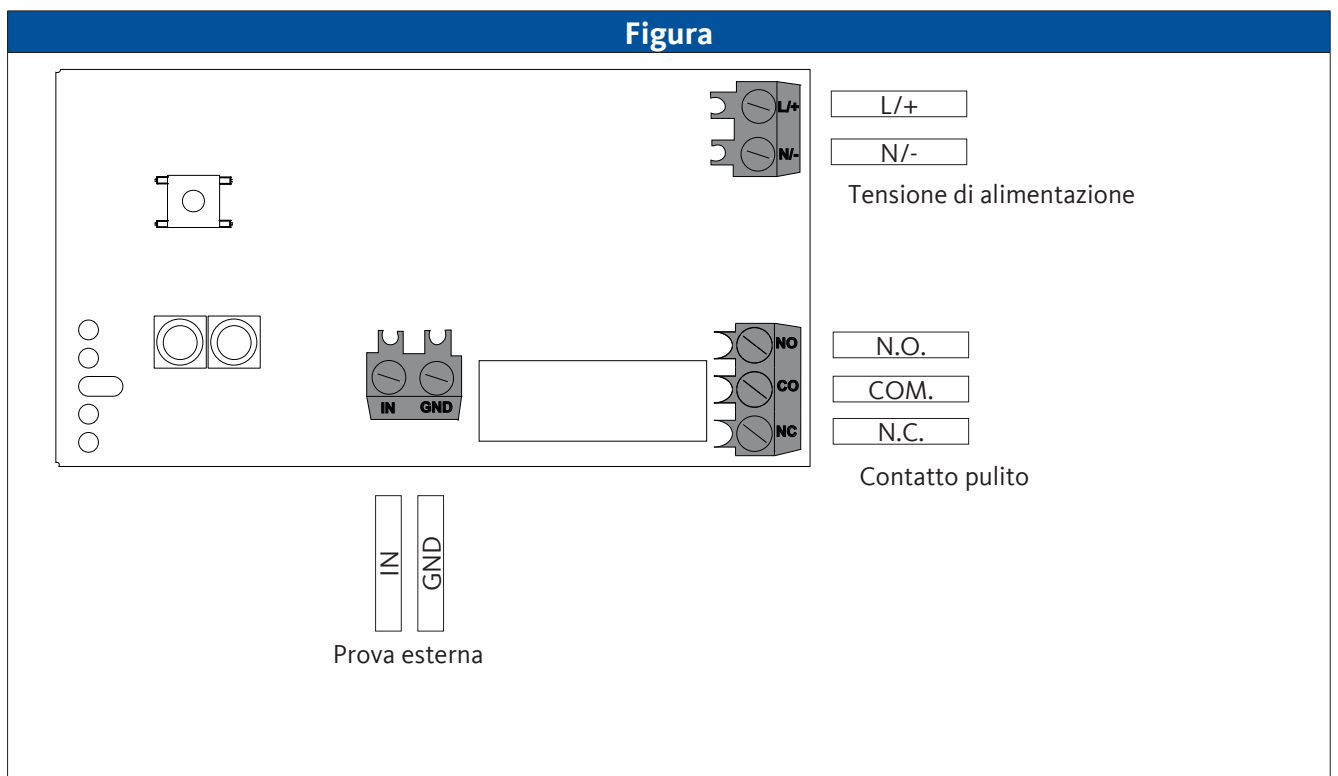 Figura
L/+
L/+
N/-
N/-
Tensione di alimentazione
NO
N.O.
CO
COM.
NC
N.C.
IN GND
Contatto pulito
IN
GND
Prova esterna